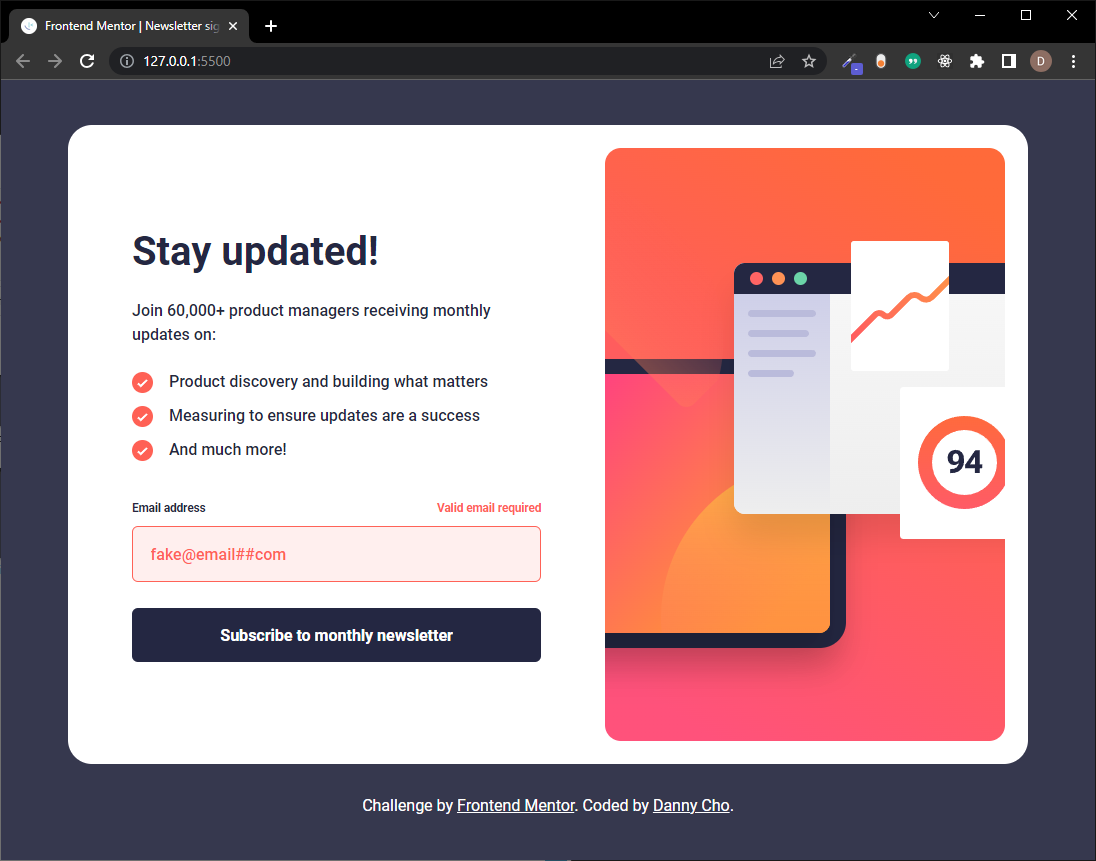 Frontend Mentor | Newsletter sig
127.0.0.1:5500
D
Stay updated!
Join 60,000+ product managers receiving monthly
updates on:
Product discovery and building what matters
Measuring to ensure updates are a success
And much more!
Email address Valid email required
fake@email##com
Subscribe to monthly newsletter
94
Challenge by Frontend Mentor. Coded by Danny Cho.